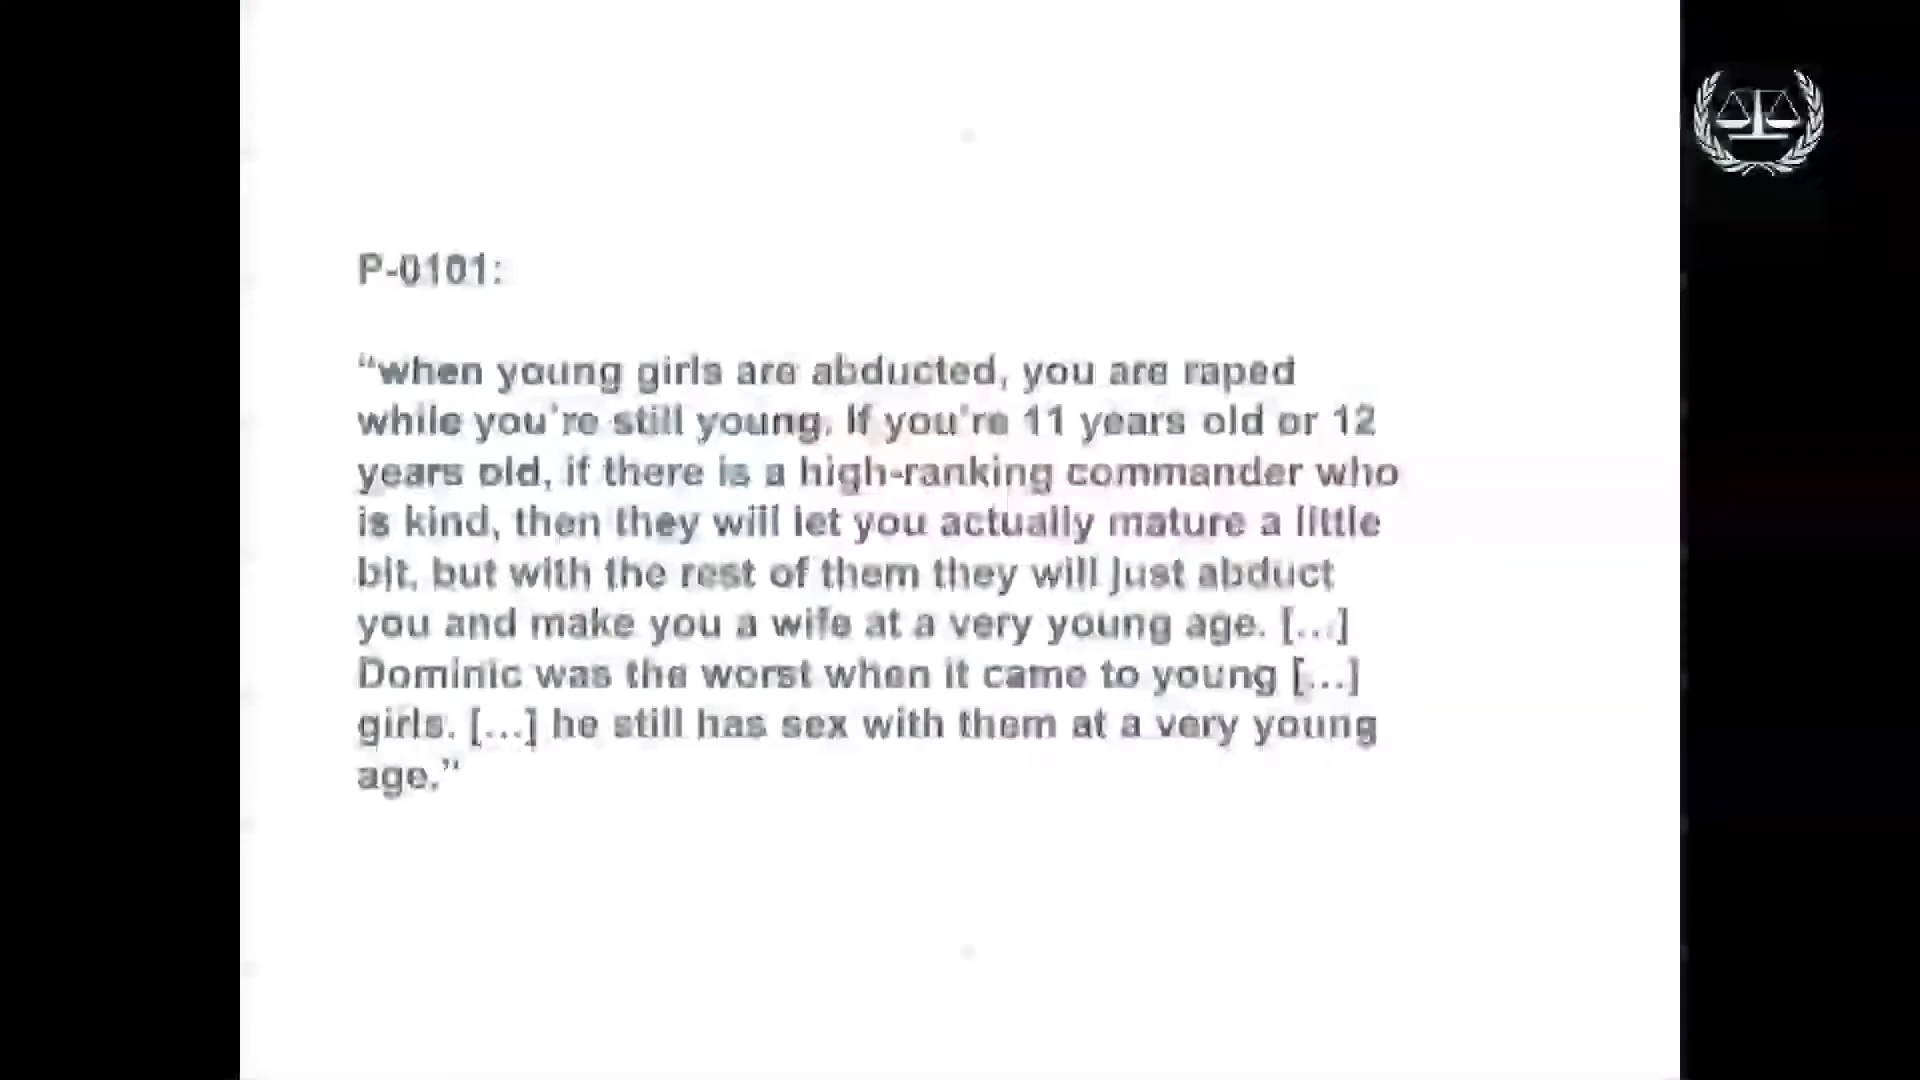 P-0101:
“when young girls are abducted, you are raped
while you're still young. If you're 11 years old or 12
years old, if there is a high-ranking commander who
is kind, then they will let you actually mature a little
bit, but with the rest of them they will just abduct
you and make you a wife at a very young age. [...]
Dominic was the worst when it came to young [...]
girls. [...] he still has sex with them at a very young
age.”